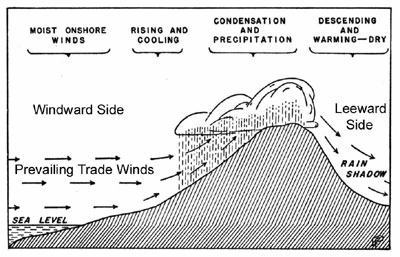 MOIST ONSHORE
WINDS
RISING AND
COOLING
CONDENSATION
AND
PRECIPITATION
DESCENDING
AND
WARMING—DRY
Windward Side
Leeward
Side
Prevailing Trade Winds
RAIN
SHADOW
SEA LEVEL